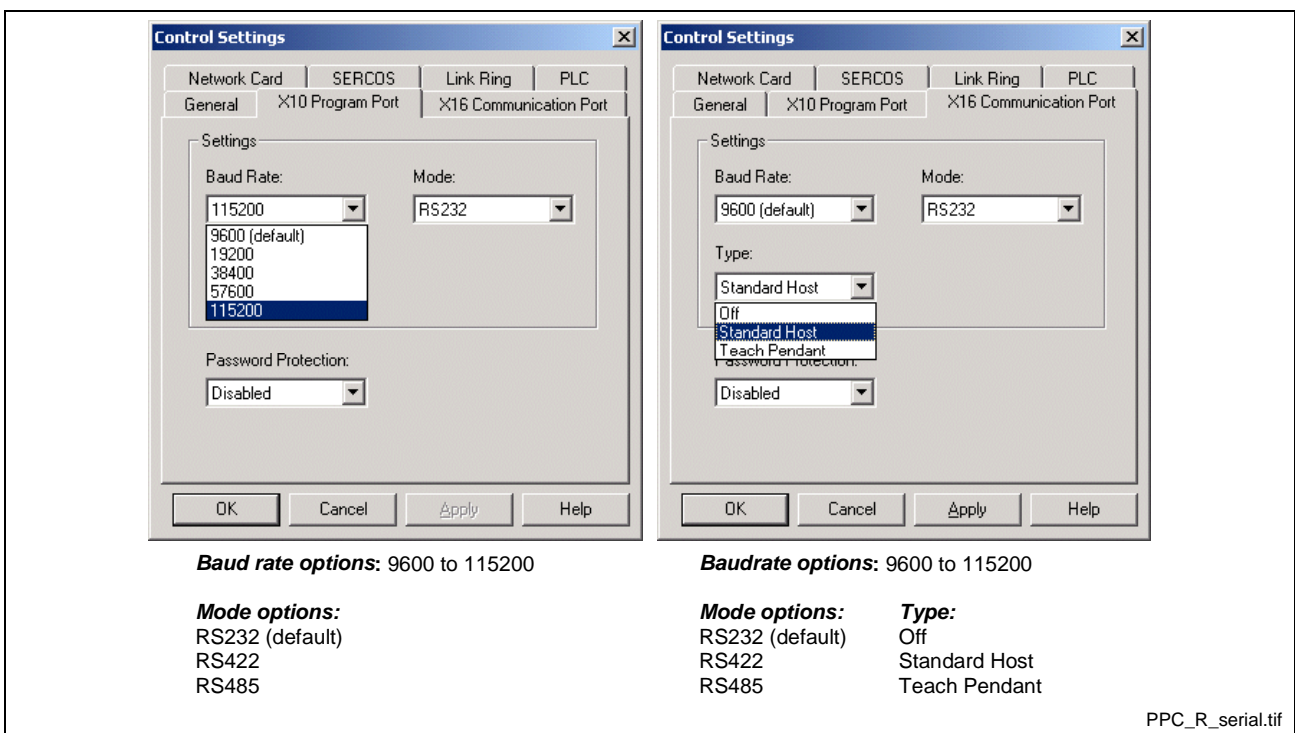 Control Settings
Network Card SERCOS Link Ring PLC
General X10 Program Port X16 Communication Port
Settings
Baud Rate: Mode:
115200 RS232
9600 (default)
19200
38400
57600
115200
Password Protection:
Disabled
OK Cancel Apply Help
Baud rate options: 9600 to 115200
Mode options:
RS232 (default)
RS422
RS485
Control Settings
Network Card SERCOS Link Ring PLC
General X10 Program Port X16 Communication Port
Settings
Baud Rate: Mode:
9600 (default) RS232
Type:
Standard Host
Off
Standard Host
Teach Pendant
Password Protection:
Disabled
OK Cancel Apply Help
Baudrate options: 9600 to 115200
Mode options: Type:
RS232 (default) Off
RS422 Standard Host
RS485 Teach Pendant
PPC_R_serial.tif